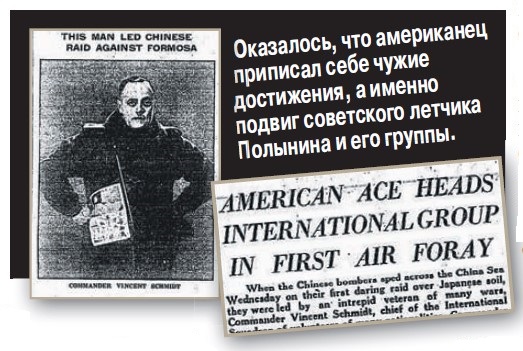 THIS MAN LED CHINESE
RAID AGAINST FORMOSA
COMMANDER VINCENT SCHMIDT
Оказалось, что американец
приписал себе чужие
достижения, а именно
подвиг советского летчика
Полынина и его группы.
AMERICAN ACE HEADS
INTERNATIONAL GROUP
IN FIRST AIR FORAY
When the Chinese bombers sped across the China Sea
Wednesday on their first daring raid over Japanese soil,
they were led by an intrepid veteran of many wars,
Commander Vincent Schmidt, chief of the International